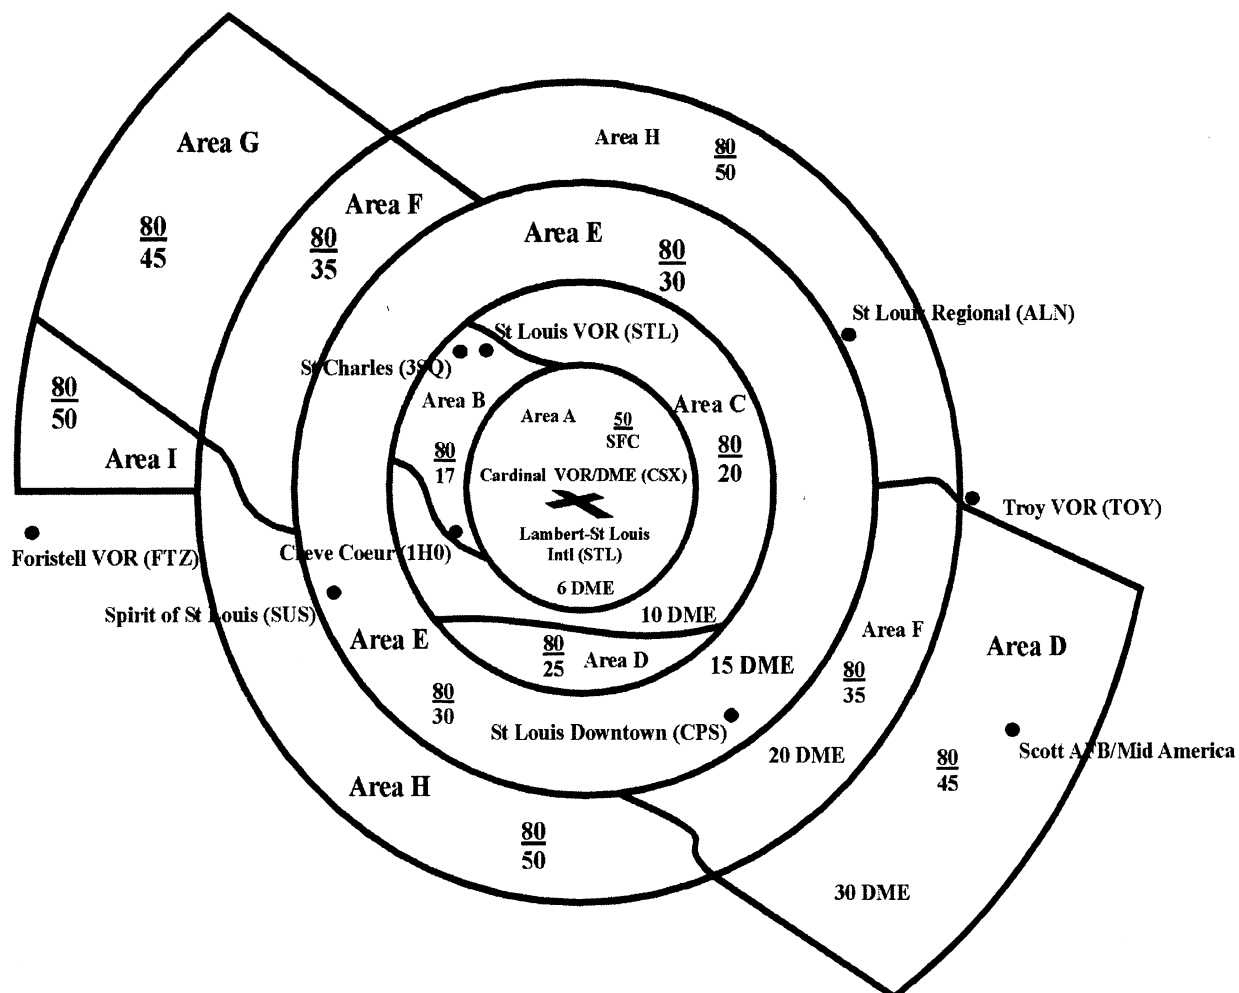 Area G
Area H
80
50
Area F
80
45
80
35
Area E
80
30
St Louis Regional (ALN)
St Louis VOR (STL)
St Charles (3SQ)
80
50
Area B
Area A
50
SFC
Area C
Area I
80
17
80
20
Cardinal VOR/DME (CSX)
Troy VOR (TOY)
Lambert-St Louis
Intl (STL)
Foristell VOR (FTZ)
Creve Coeur (1H0)
6 DME
Spirit of St Louis (SUS)
10 DME
Area E
80
25
Area D
15 DME
Area F
80
35
Area D
80
30
St Louis Downtown (CPS)
20 DME
Scott AFB/Mid America
80
45
Area H
80
50
30 DME